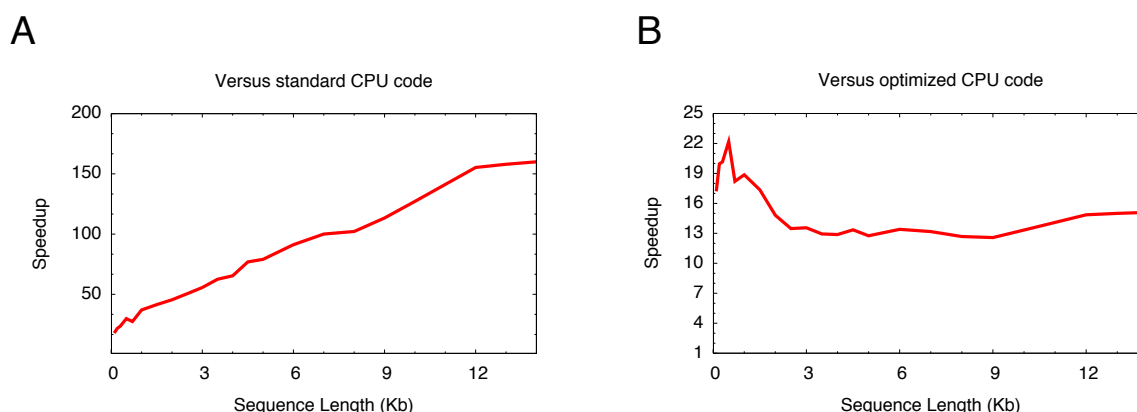 A
Versus standard CPU code
200
150
100
50
Speedup
0 3 6 9 12
Sequence Length (Kb)
B
Versus optimized CPU code
25
22
19
16
13
10
7
4
1
Speedup
0 3 6 9 12
Sequence Length (Kb)